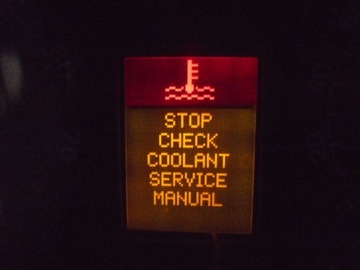 STOP
CHECK
COOLANT
SERVICE
MANUAL